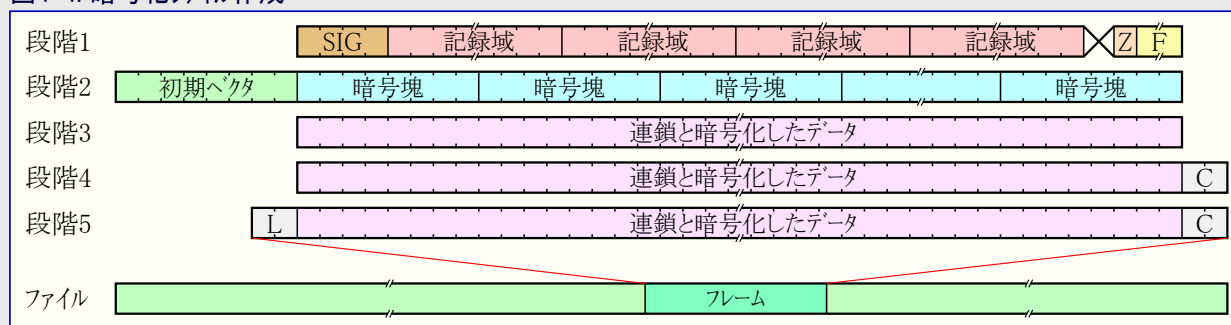 段階1 SIG 記録域 記録域 記録域 記録域 Z F
段階2 初期ベクタ 暗号塊 暗号塊 暗号塊 暗号塊
段階3 連鎖と暗号化したデータ
段階4 連鎖と暗号化したデータ C
段階5 L 連鎖と暗号化したデータ C
ファイル フレーム